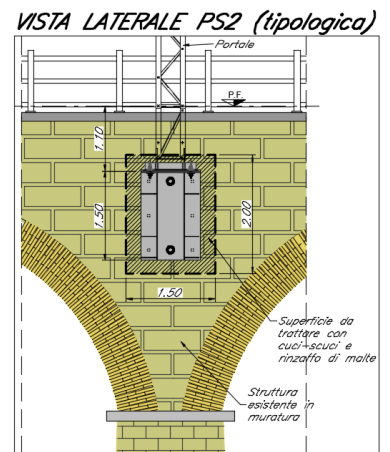 VISTA LATERALE PS2 (tipologica)
Portale
P.F.
1.10
1.50
2.00
1.50
Superficie da
trattare con
cuci-scuci e
rinzaffo di malte
Struttura
esistente in
muratura